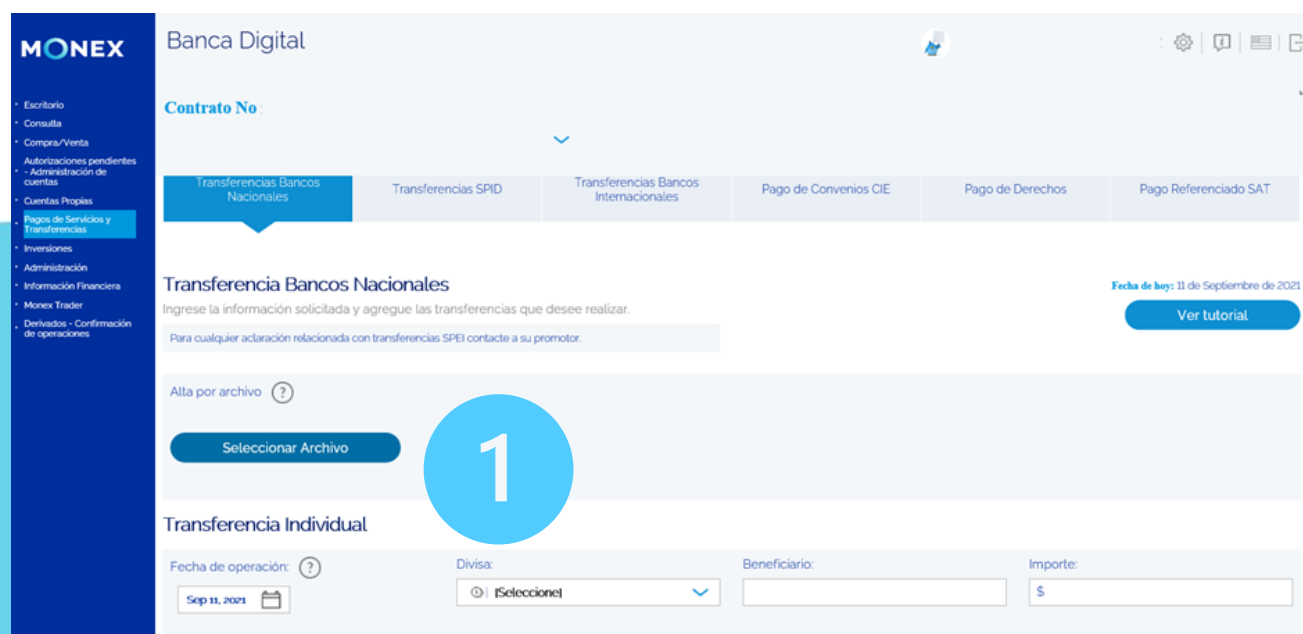 MONEX
Banca Digital
Escritorio
Consulta
Compra/Venta
Autorizaciones pendientes
- Administración de
cuentas
Cuentas Propias
Pagos de Servicios y
Transferencias
Inversiones
Administración
Información Financiera
Monex Trader
Derivados - Confirmación
de operaciones
Contrato No :
Transferencias Bancos
Nacionales
Transferencias SPID
Transferencias Bancos
Internacionales
Pago de Convenios CIE
Pago de Derechos
Pago Referenciado SAT
Transferencia Bancos Nacionales
Fecha de hoy: 11 de Septiembre de 2021
Ingrese la información solicitada y agregue las transferencias que desee realizar.
Ver tutorial
Para cualquier aclaración relacionada con transferencias SPEI contacte a su promotor.
Alta por archivo ?
Seleccionar Archivo
1
Transferencia Individual
Fecha de operación: ?
Divisa:
Beneficiario:
Importe:
Sep 11, 2021
[Seleccione]
$